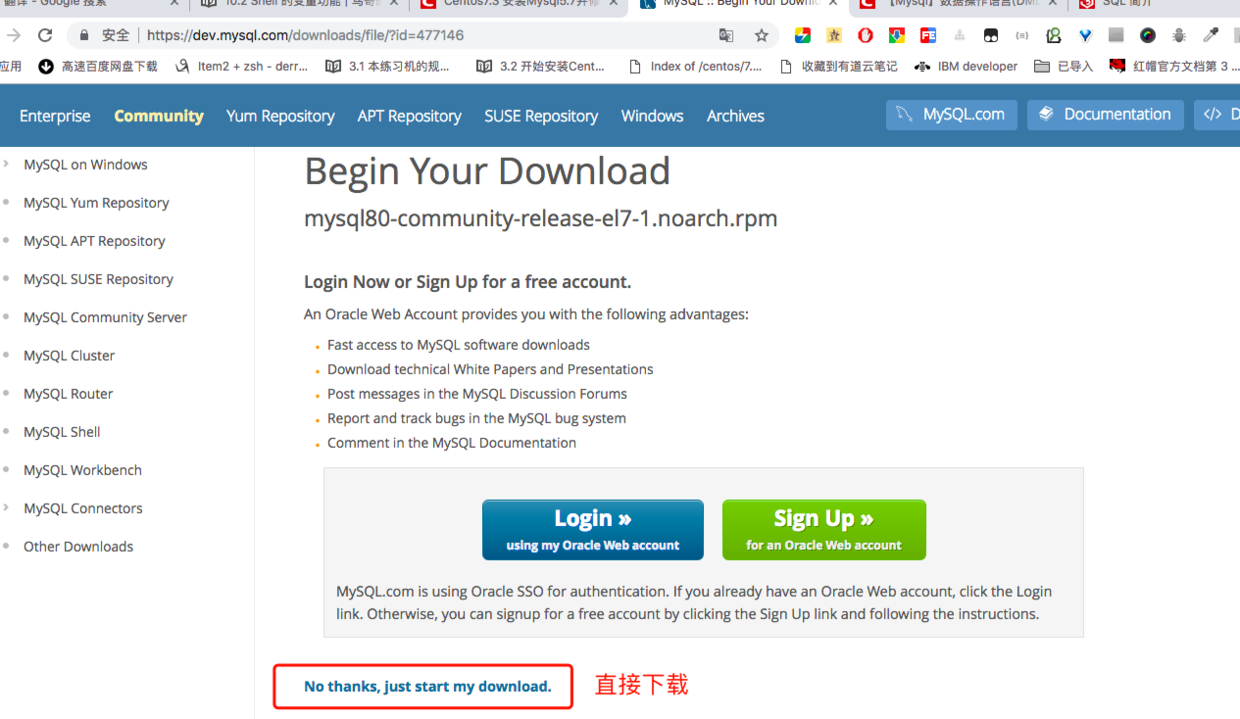 翻译 - Google 搜索
10.2 Shell 的变量功能 | 鸟哥
Centos7.3 安装Mysql5.7并修
MySQL :: Begin Your Downl
【Mysql】数据操作语言(DM
SQL 简介
安全 | https://dev.mysql.com/downloads/file/?id=477146
应用
高速百度网盘下载
Item2 + zsh - derr...
3.1 本练习机的规...
3.2 开始安装Cent...
Index of /centos/7....
收藏到有道云笔记
IBM developer
已导入
红帽官方文档第 3 ...
Enterprise
Community
Yum Repository
APT Repository
SUSE Repository
Windows
Archives
MySQL.com
Documentation
</> D
MySQL on Windows
MySQL Yum Repository
MySQL APT Repository
MySQL SUSE Repository
MySQL Community Server
MySQL Cluster
MySQL Router
MySQL Shell
MySQL Workbench
MySQL Connectors
Other Downloads
Begin Your Download
mysql80-community-release-el7-1.noarch.rpm
Login Now or Sign Up for a free account.
An Oracle Web Account provides you with the following advantages:
Fast access to MySQL software downloads
Download technical White Papers and Presentations
Post messages in the MySQL Discussion Forums
Report and track bugs in the MySQL bug system
Comment in the MySQL Documentation
Login »
using my Oracle Web account
Sign Up »
for an Oracle Web account
MySQL.com is using Oracle SSO for authentication. If you already have an Oracle Web account, click the Login
link. Otherwise, you can signup for a free account by clicking the Sign Up link and following the instructions.
No thanks, just start my download.
直接下载